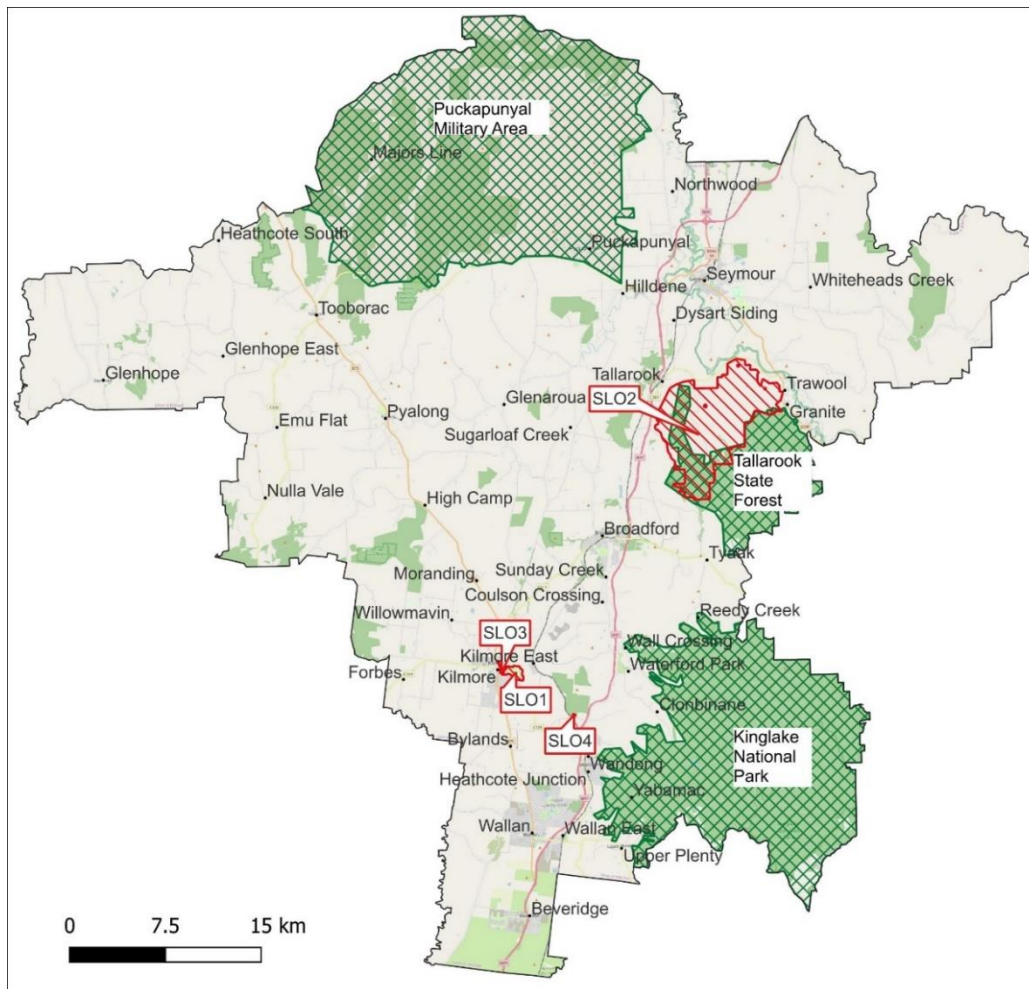 Puckapunyal
Military Area
Majors Line
Northwood
Heathcote South
Puckapunyal
Seymour
Whiteheads Creek
Hilldene
Tooborac
Dysart Siding
Glenhope East
Glenhope
Tallarook
Trawool
SLO2
Glenaroua
Granite
Pyalong
Emu Flat
Sugarloaf Creek
Tallarook
State
Forest
Nulla Vale
High Camp
Broadford
Tyaak
Sunday Creek
Moranding
Coulson Crossing
Willowmavin
Reedy Creek
SLO3
Wall Crossing
Kilmore East
Waterford Park
Forbes
Kilmore
SLO1
Clonbinane
SLO4
Kinglake
National
Park
Bylands
Wandong
Heathcote Junction
Yabamac
Wallan
Wallan East
Upper Plenty
Beveridge
0 7.5 15 km